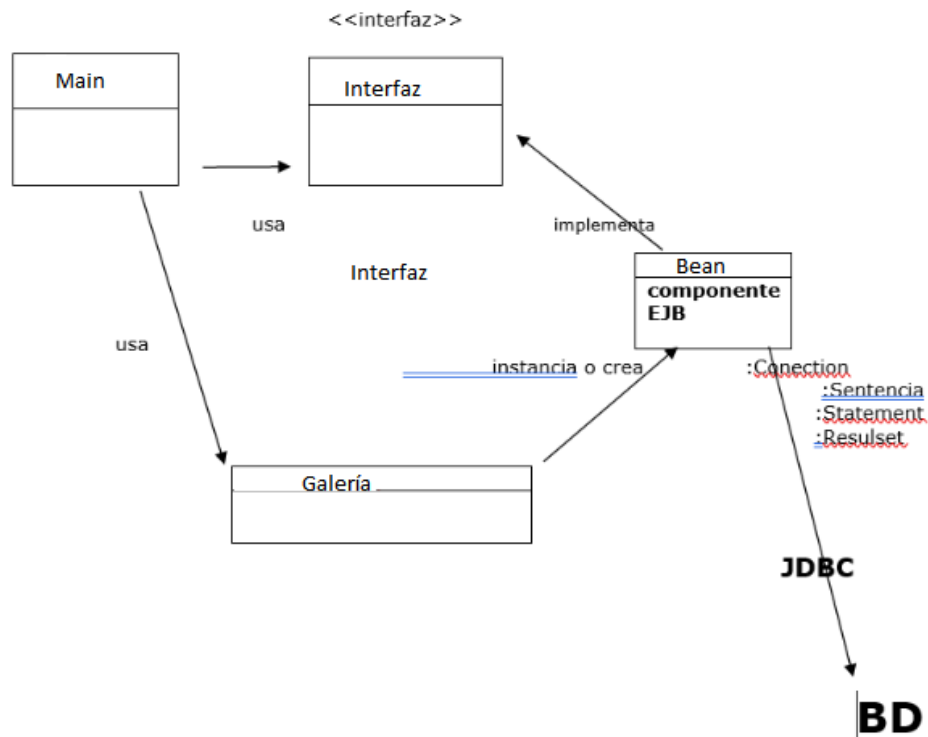 <<interfaz>>
Main
Interfaz
usa
implementa
Interfaz
Bean
componente
EJB
usa
instancia o crea
:Conection
:Sentencia
:Statement
:Resulset
Galería
JDBC
BD